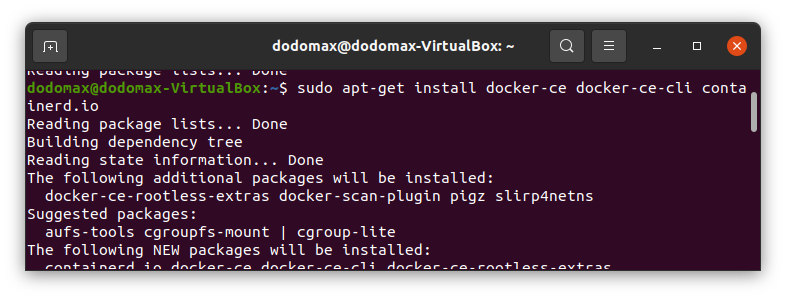 dodomax@dodomax-VirtualBox: ~
Reading package lists... Done
dodomax@dodomax-VirtualBox:~$ sudo apt-get install docker-ce docker-ce-cli conta
inerd.io
Reading package lists... Done
Building dependency tree
Reading state information... Done
The following additional packages will be installed:
  docker-ce-rootless-extras docker-scan-plugin pigz slirp4netns
Suggested packages:
  aufs-tools cgroupfs-mount | cgroup-lite
The following NEW packages will be installed:
  containerd.io docker-ce docker-ce-cli docker-ce-rootless-extras